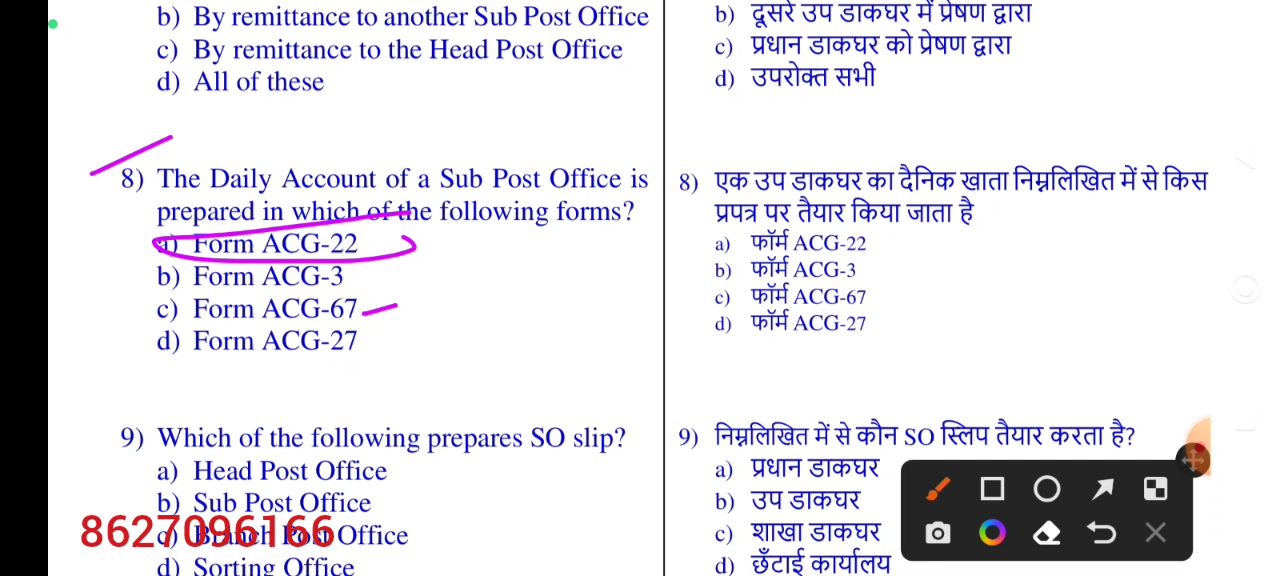 b) By remittance to another Sub Post Office
c) By remittance to the Head Post Office
d) All of these
8) The Daily Account of a Sub Post Office is
prepared in which of the following forms?
a) Form ACG-22
b) Form ACG-3
c) Form ACG-67
d) Form ACG-27
9) Which of the following prepares SO slip?
a) Head Post Office
b) Sub Post Office
c) Branch Post Office
d) Sorting Office
8627096166
b) दूसरे उप डाकघर में प्रेषण द्वारा
c) प्रधान डाकघर को प्रेषण द्वारा
d) उपरोक्त सभी
8) एक उप डाकघर का दैनिक खाता निम्नलिखित में से किस
प्रपत्र पर तैयार किया जाता है
a) फॉर्म ACG-22
b) फॉर्म ACG-3
c) फॉर्म ACG-67
d) फॉर्म ACG-27
9) निम्नलिखित में से कौन SO स्लिप तैयार करता है?
a) प्रधान डाकघर
b) उप डाकघर
c) शाखा डाकघर
d) छँटाई कार्यालय